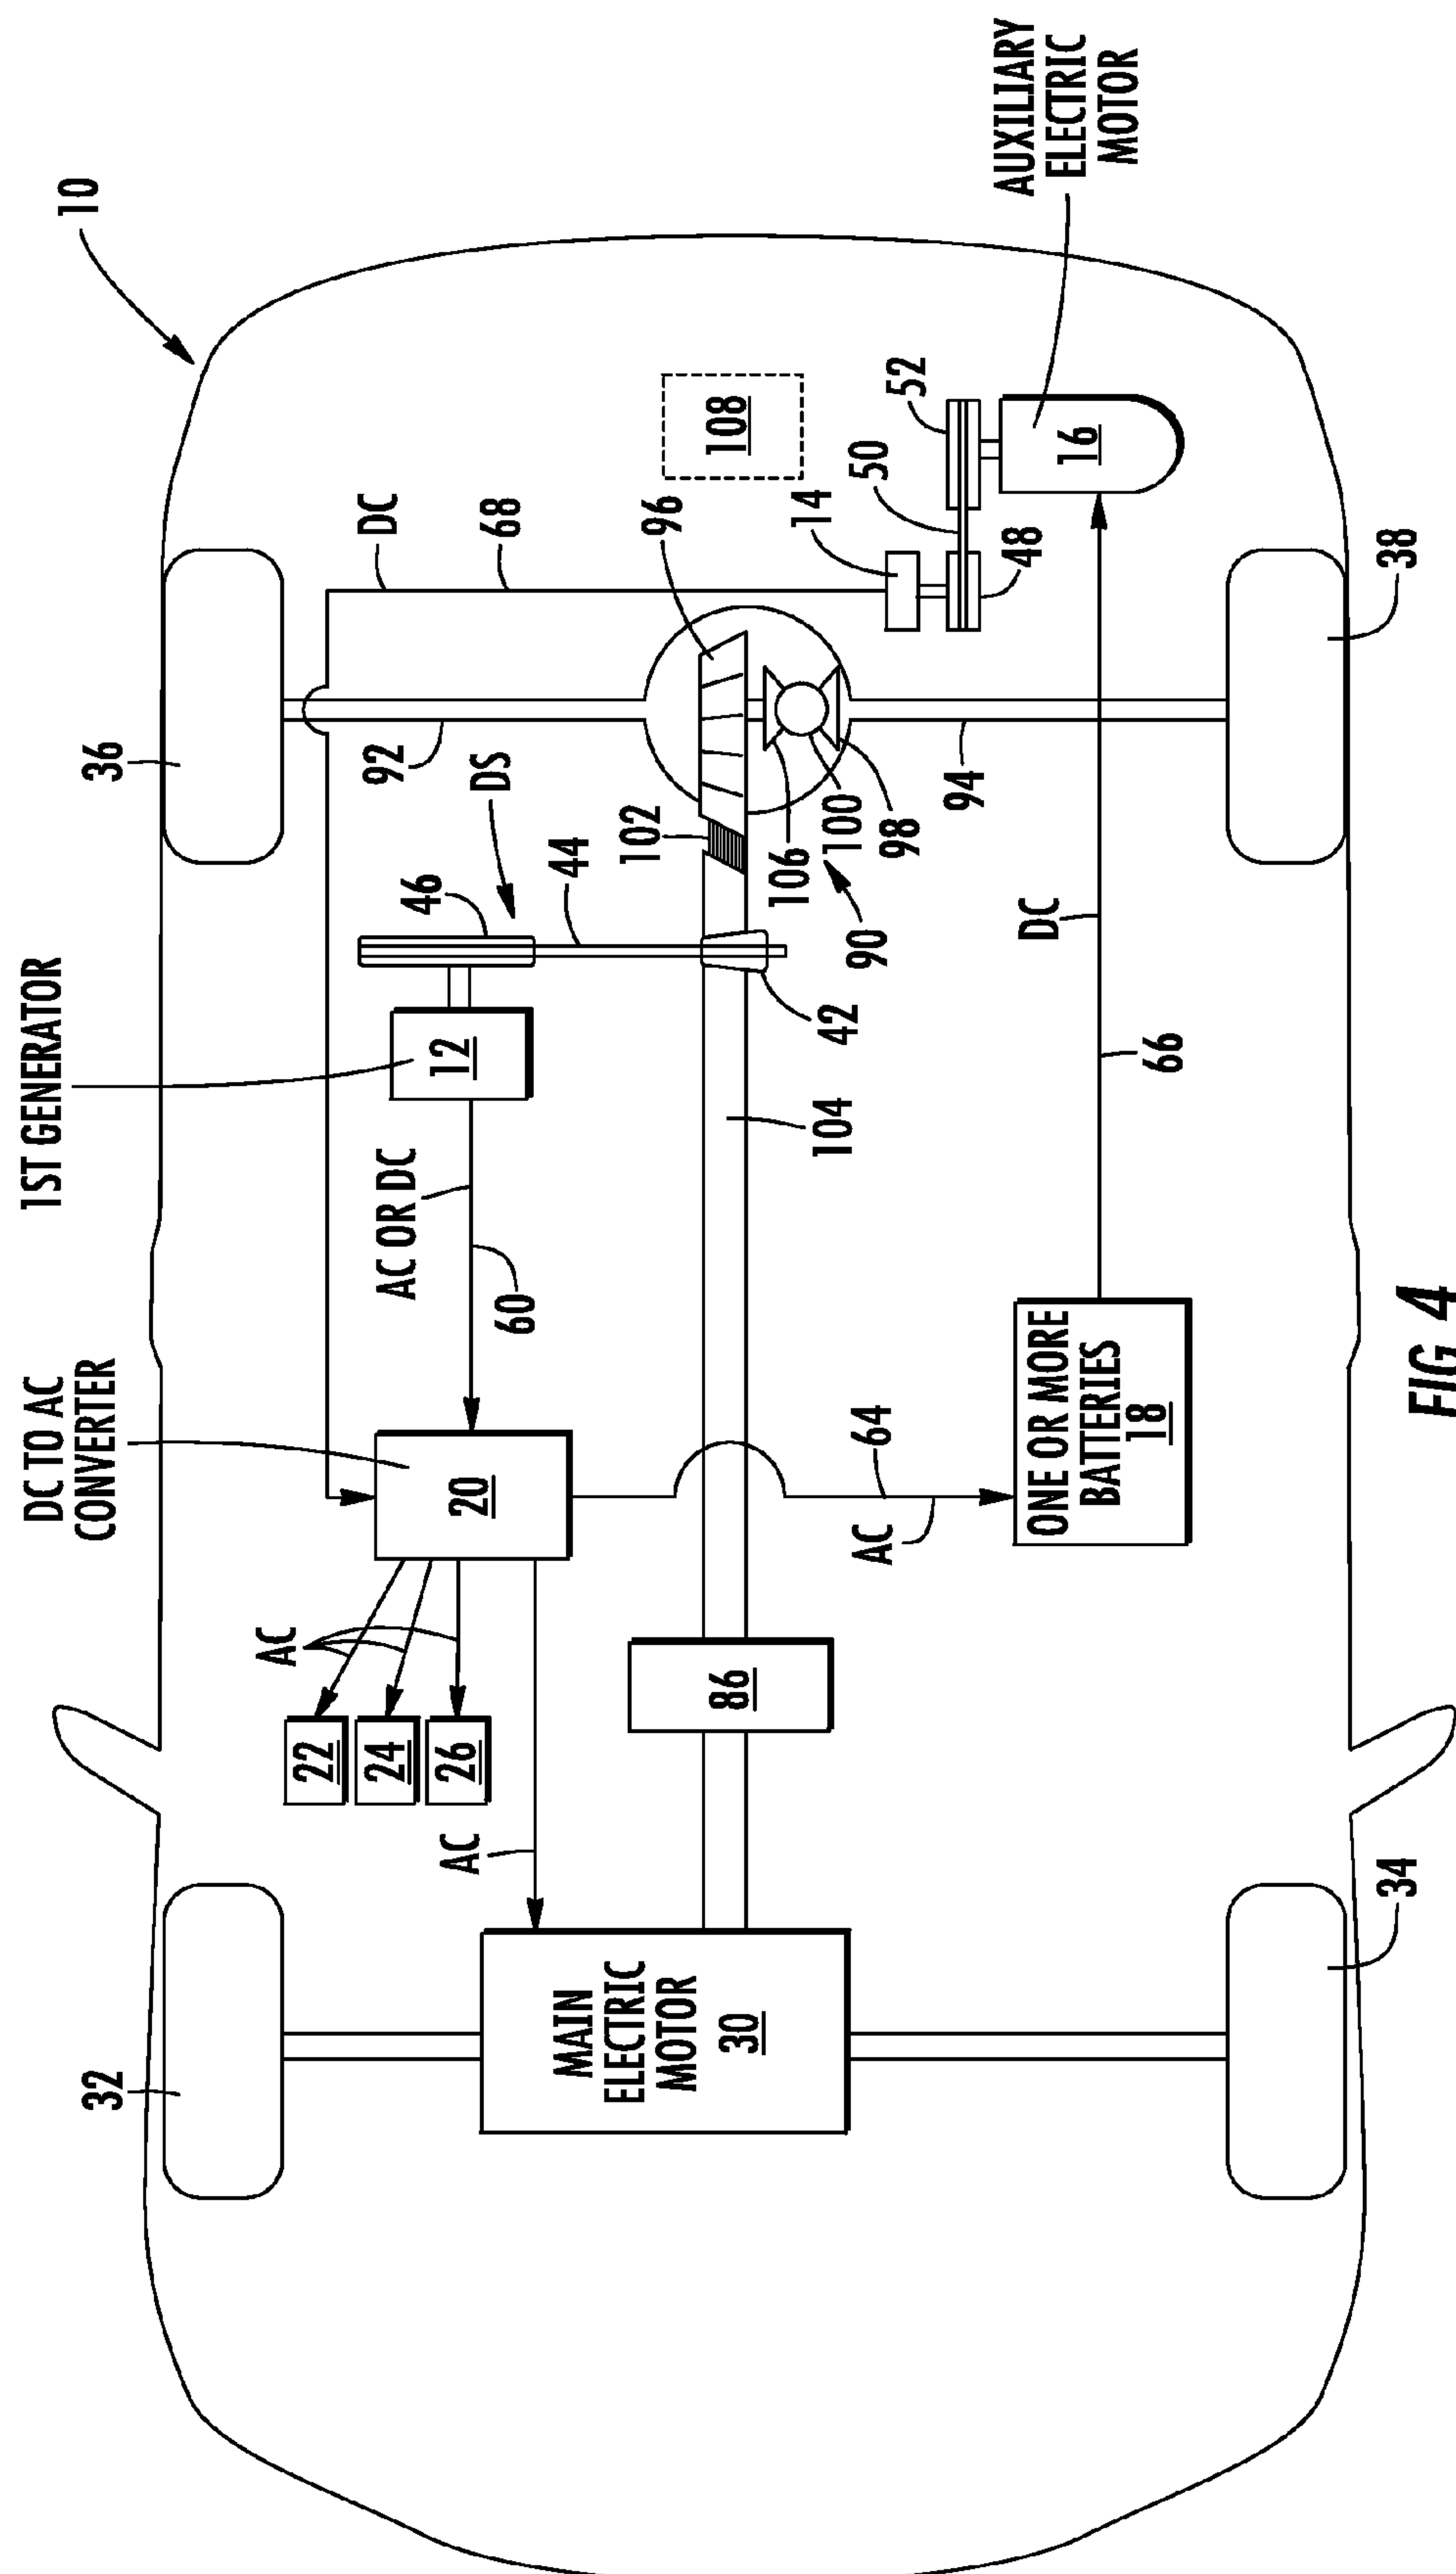 10
AUXILIARY
ELECTRIC
MOTOR
1ST GENERATOR
DC TO AC
CONVERTER
32
36
DC
68
108
52
50
14
96
48
16
92
DS
46
44
102
106
100
98
90
94
38
12
AC OR DC
60
42
104
DC
66
20
AC
22
24
26
AC
86
64
AC
ONE OR MORE
BATTERIES
18
MAIN
ELECTRIC
MOTOR
30
34
FIG 4